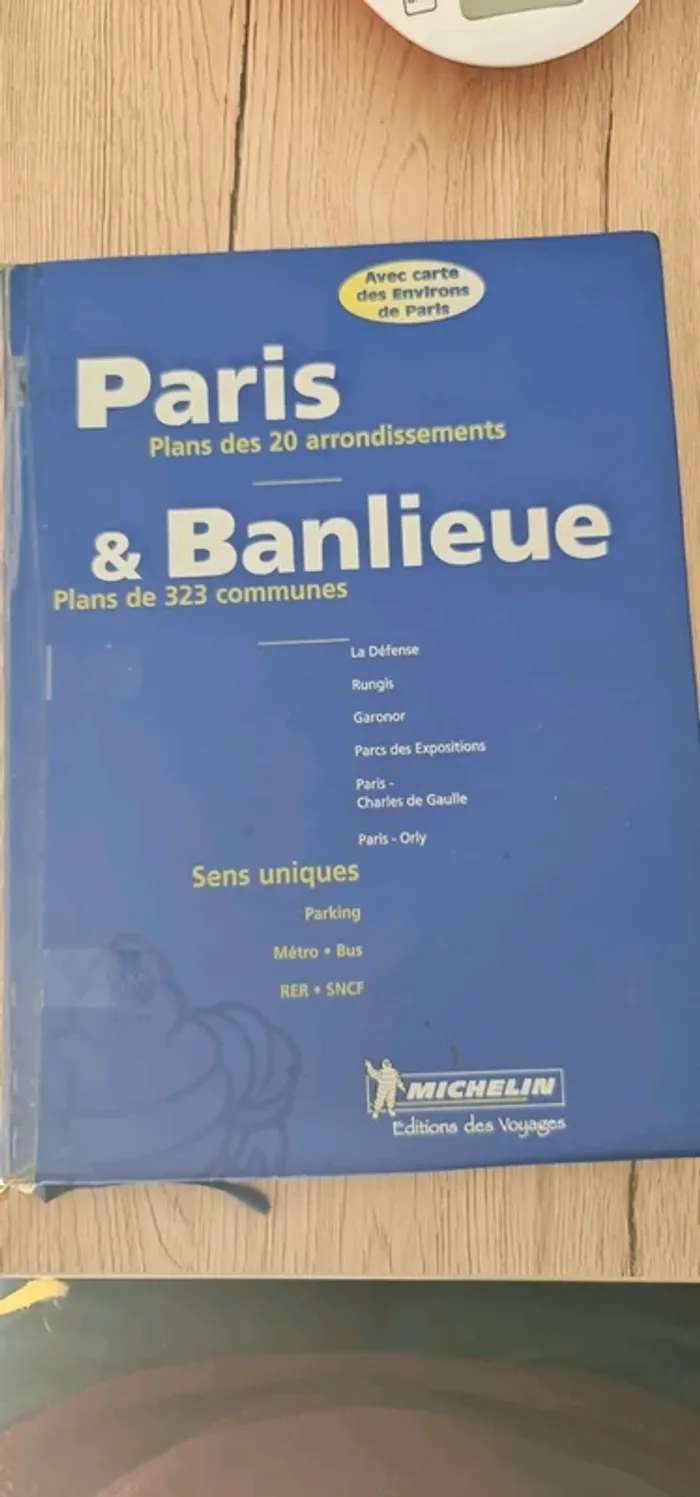 Avec carte
des Environs
de Paris
Paris
Plans des 20 arrondissements
& Banlieue
Plans de 323 communes
La Défense
Rungis
Garonor
Parcs des Expositions
Paris -
Charles de Gaulle
Paris - Orly
Sens uniques
Parking
Métro • Bus
RER • SNCF
MICHELIN
Editions des Voyages